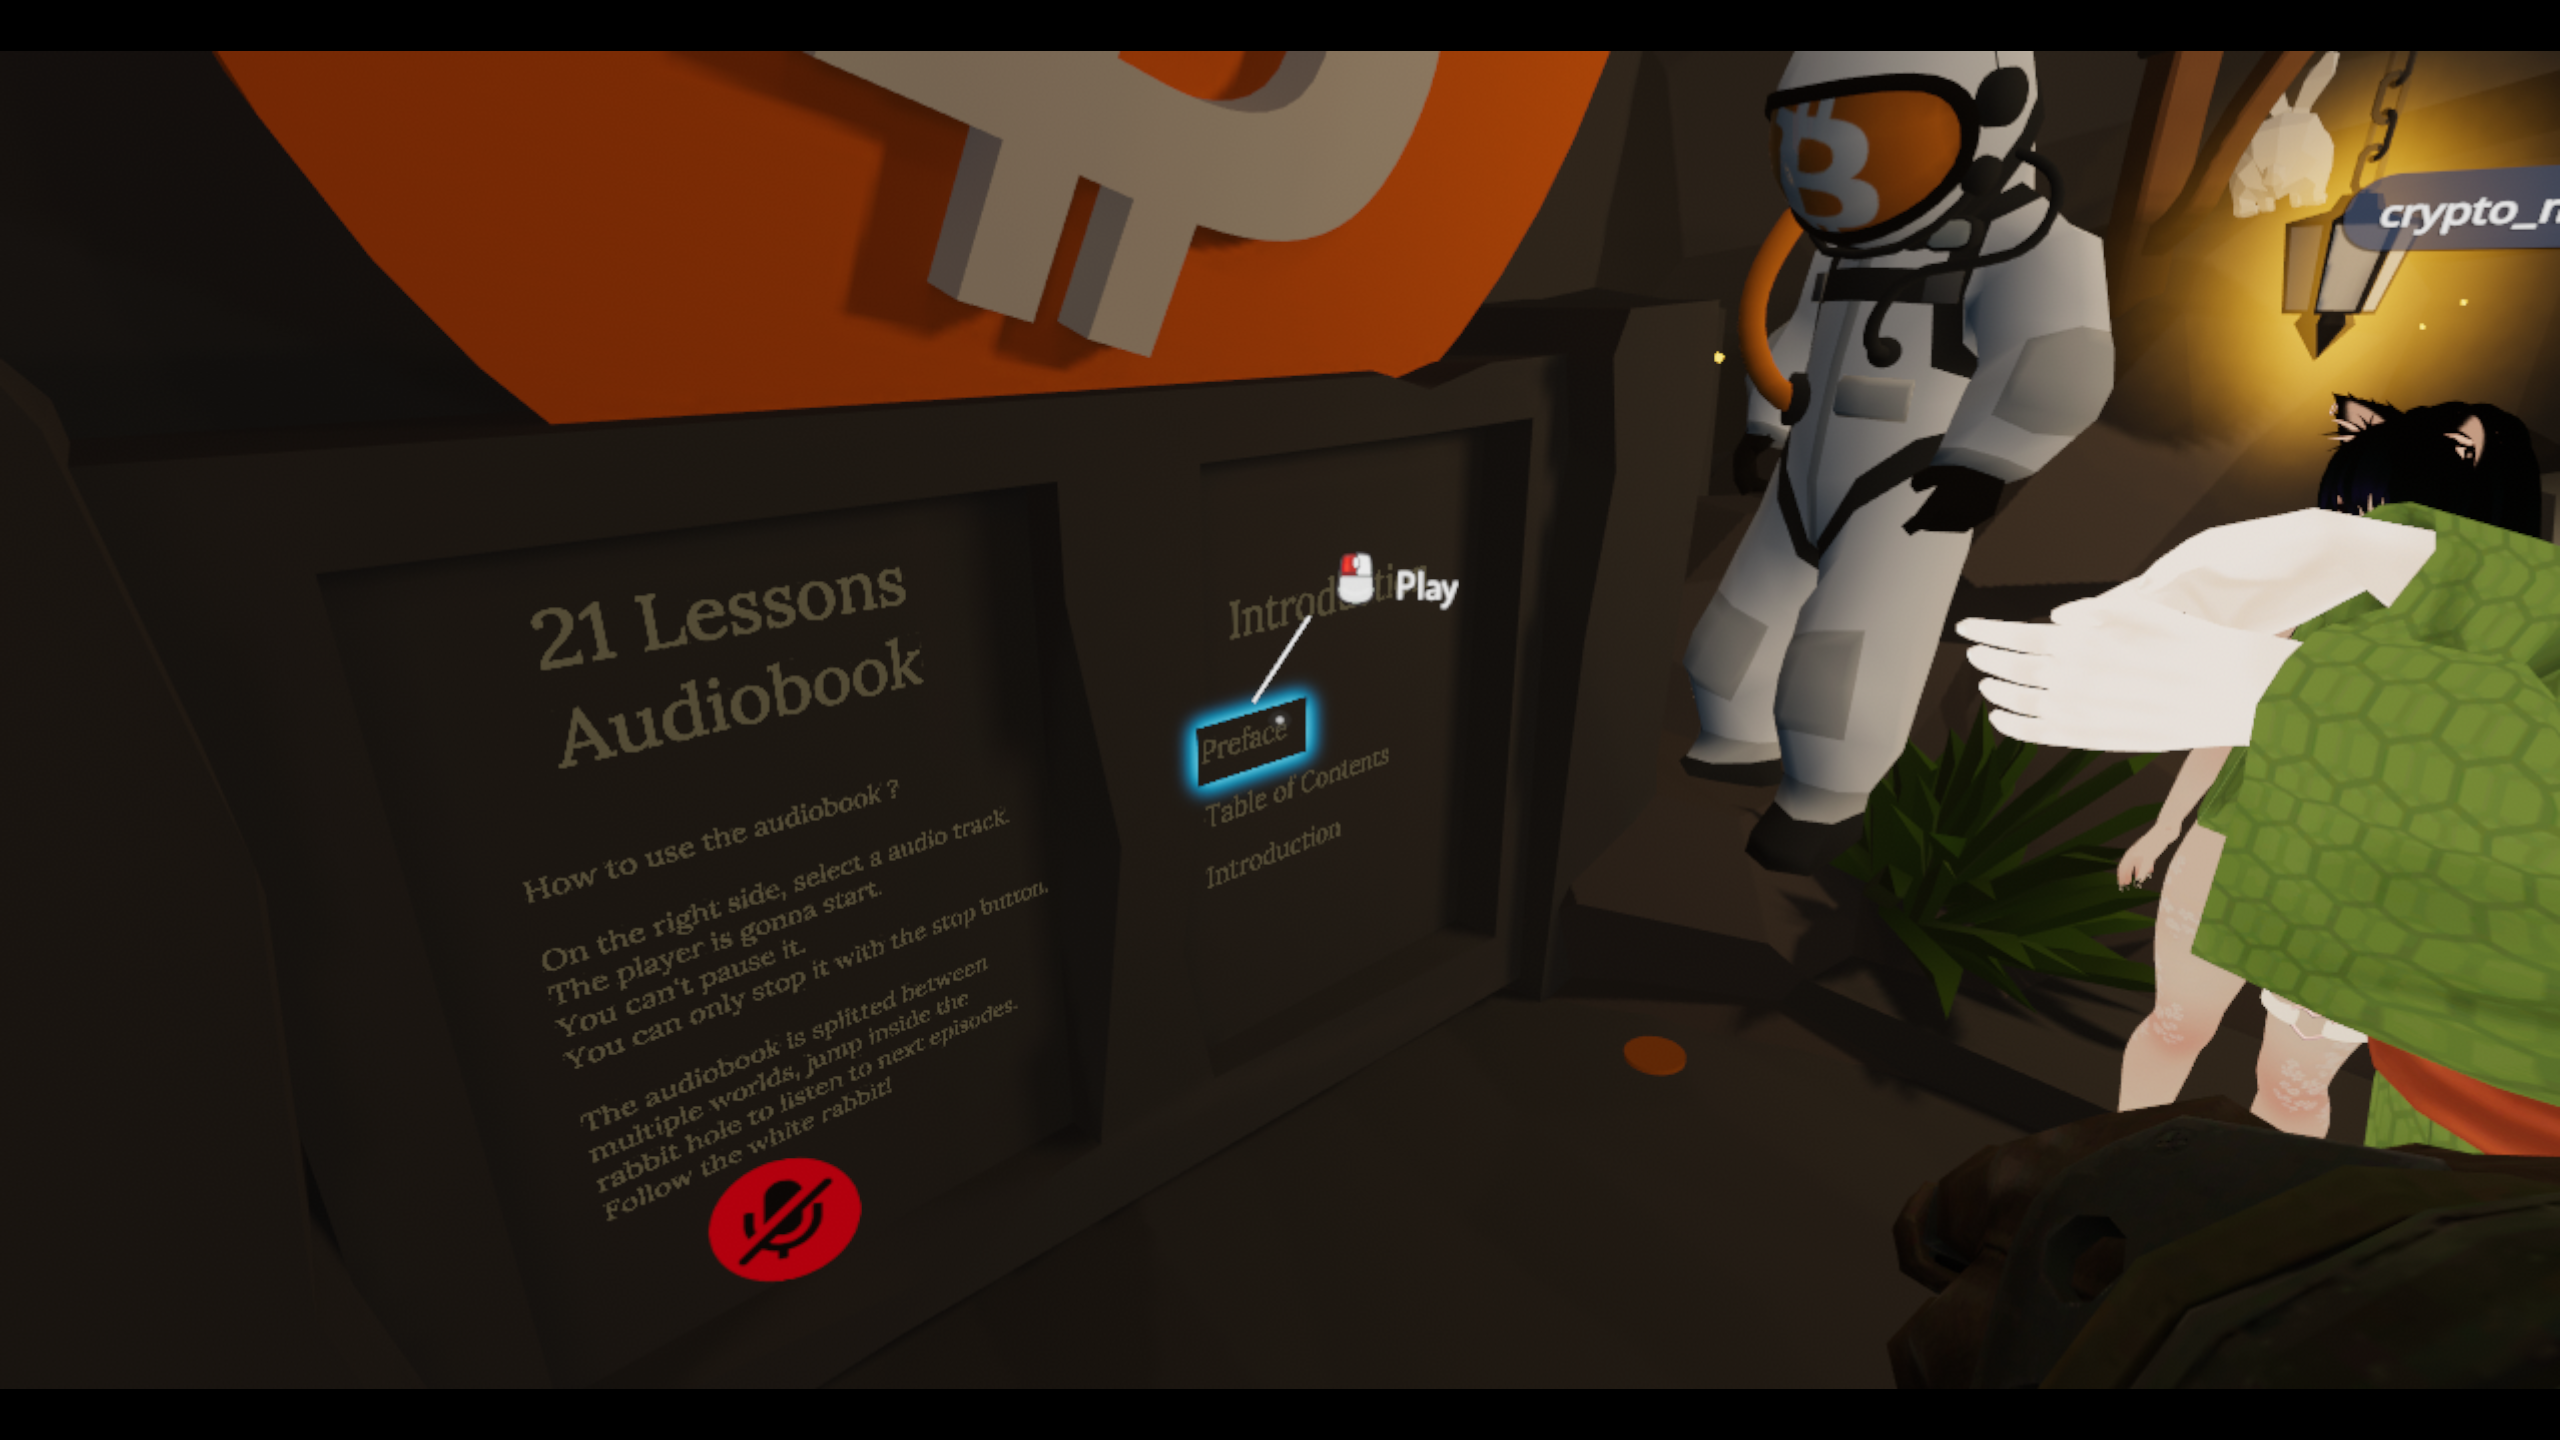 21 Lessons
Audiobook
How to use the audiobook ?
On the right side, select a audio track.
The player is gonna start.
You can't pause it.
You can only stop it with the stop button.
The audiobook is splitted between
multiple worlds, jump inside the
rabbit hole to listen to next episodes.
Follow the white rabbit!
Play
Preface
Table of Contents
Introduction